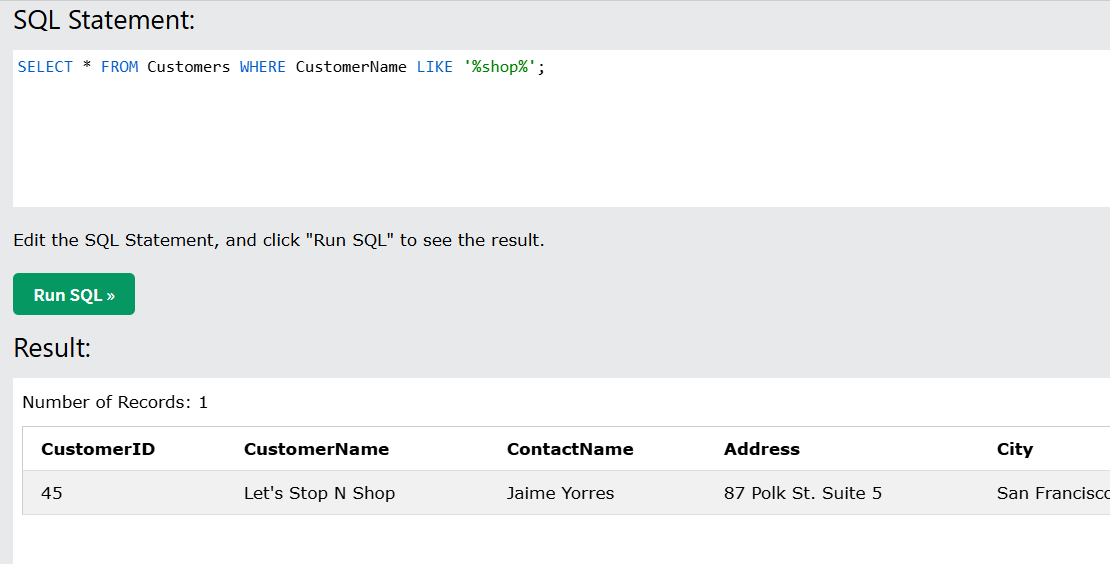 SQL Statement:
SELECT * FROM Customers WHERE CustomerName LIKE '%shop%';
Edit the SQL Statement, and click "Run SQL" to see the result.
Run SQL »
Result:
Number of Records: 1
CustomerID CustomerName ContactName Address City
45 Let's Stop N Shop Jaime Yorres 87 Polk St. Suite 5 San Francisco